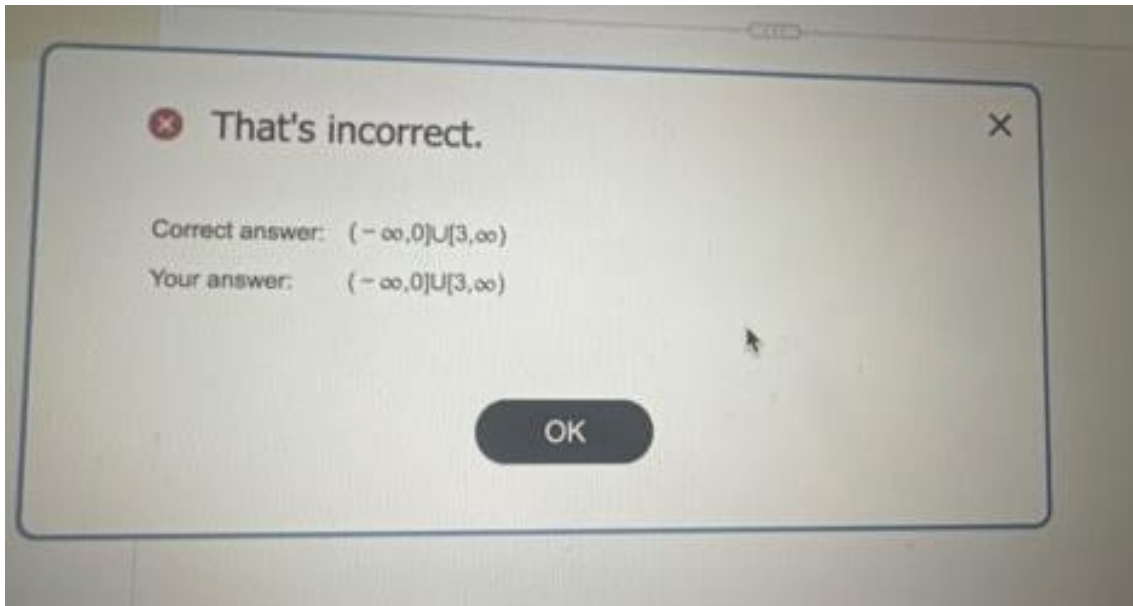 That's incorrect.
Correct answer: (-∞,0]∪[3,∞)
Your answer: (-∞,0]U[3,∞)
OK